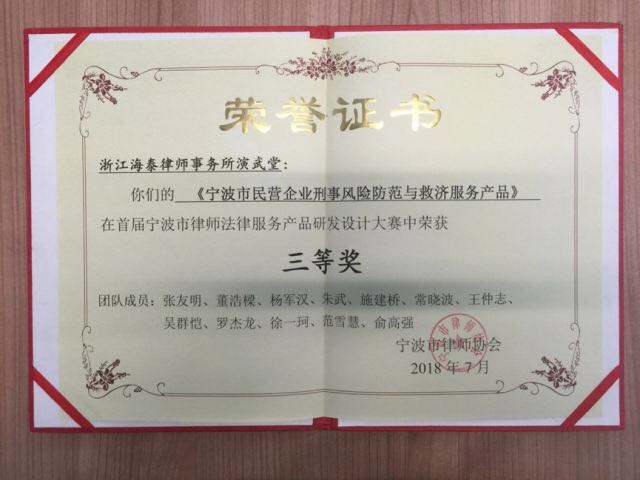 荣誉证书
浙江海泰律师事务所演武堂：
你们的 《宁波市民营企业刑事风险防范与救济服务产品》
在首届宁波市律师法律服务产品研发设计大赛中荣获
三等奖
团队成员：张友明、董浩樑、杨军汉、朱武、施建桥、常晓波、王仲志、
吴群恺、罗杰龙、徐一珂、范雪慧、俞高强
宁波市律师协会
2018 年 7 月